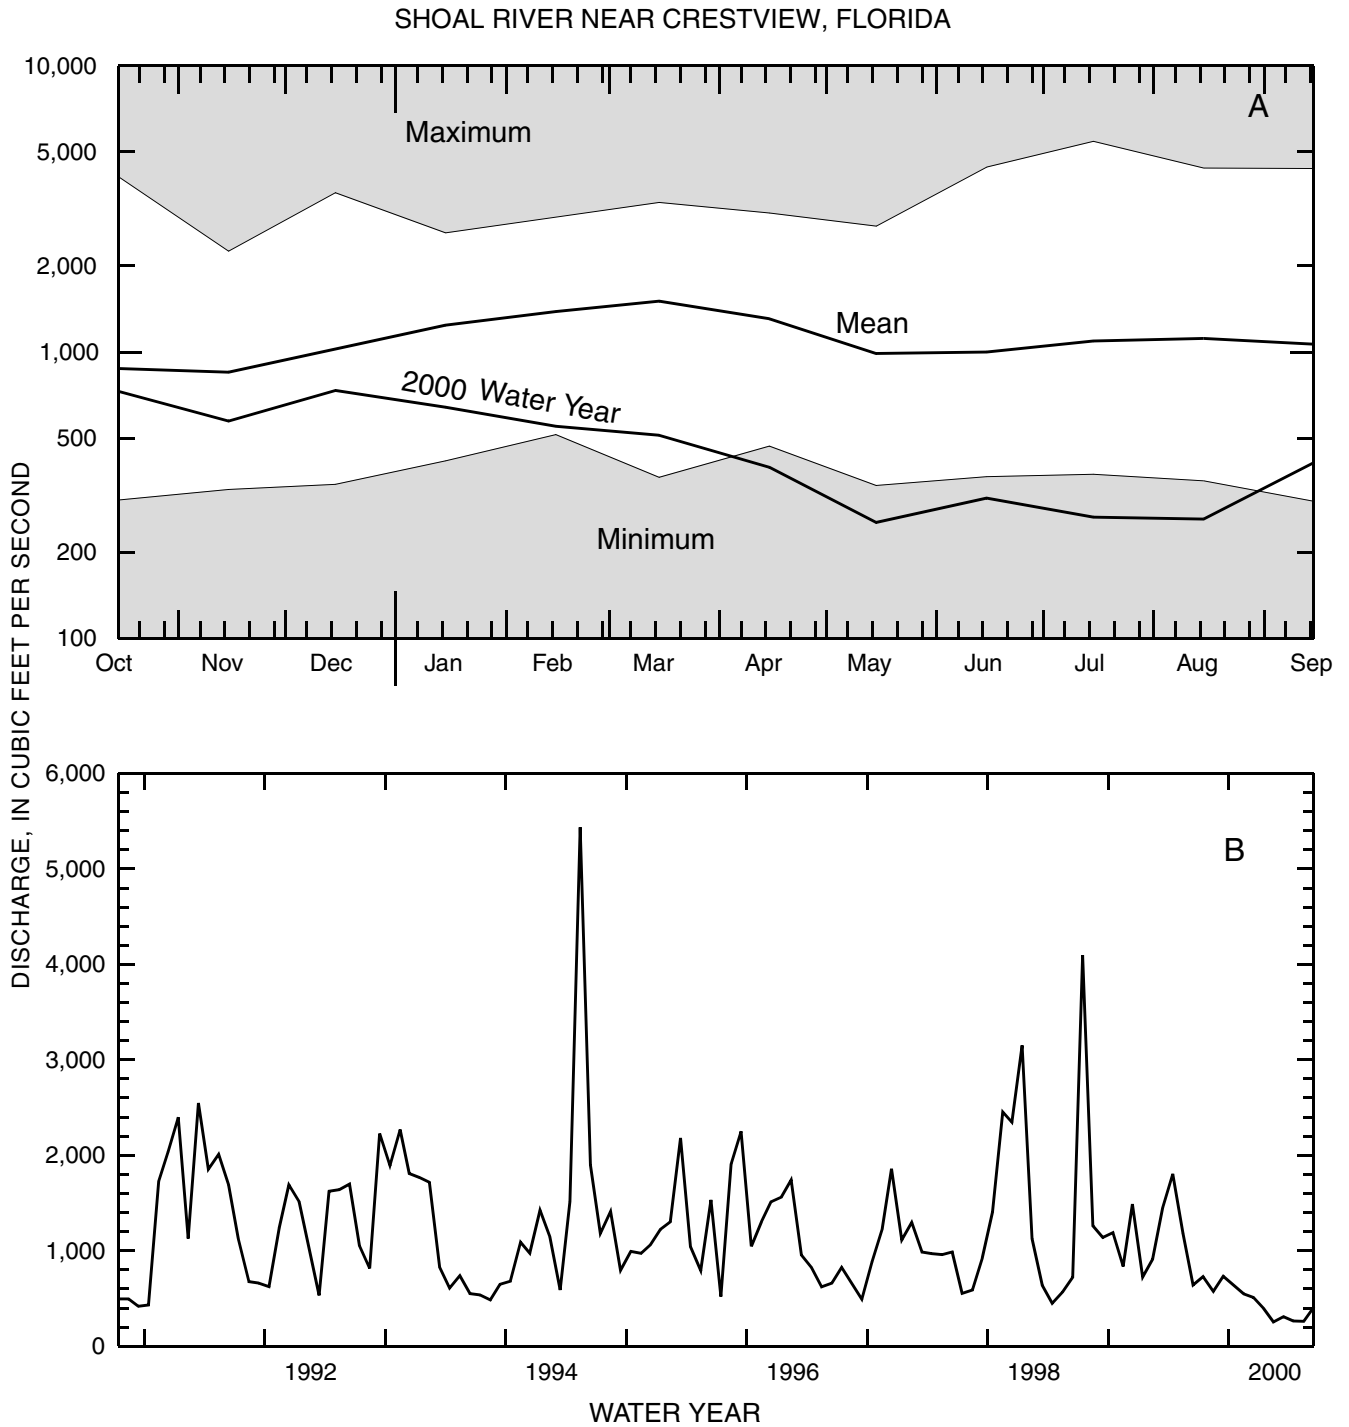 SHOAL RIVER NEAR CRESTVIEW, FLORIDA
10,000
A
Maximum
5,000
2,000
Mean
1,000
2000 Water Year
500
Minimum
200
100
Oct Nov Dec Jan Feb Mar Apr May Jun Jul Aug Sep
DISCHARGE, IN CUBIC FEET PER SECOND
6,000
B
5,000
4,000
3,000
2,000
1,000
0
1992 1994 1996 1998 2000
WATER YEAR